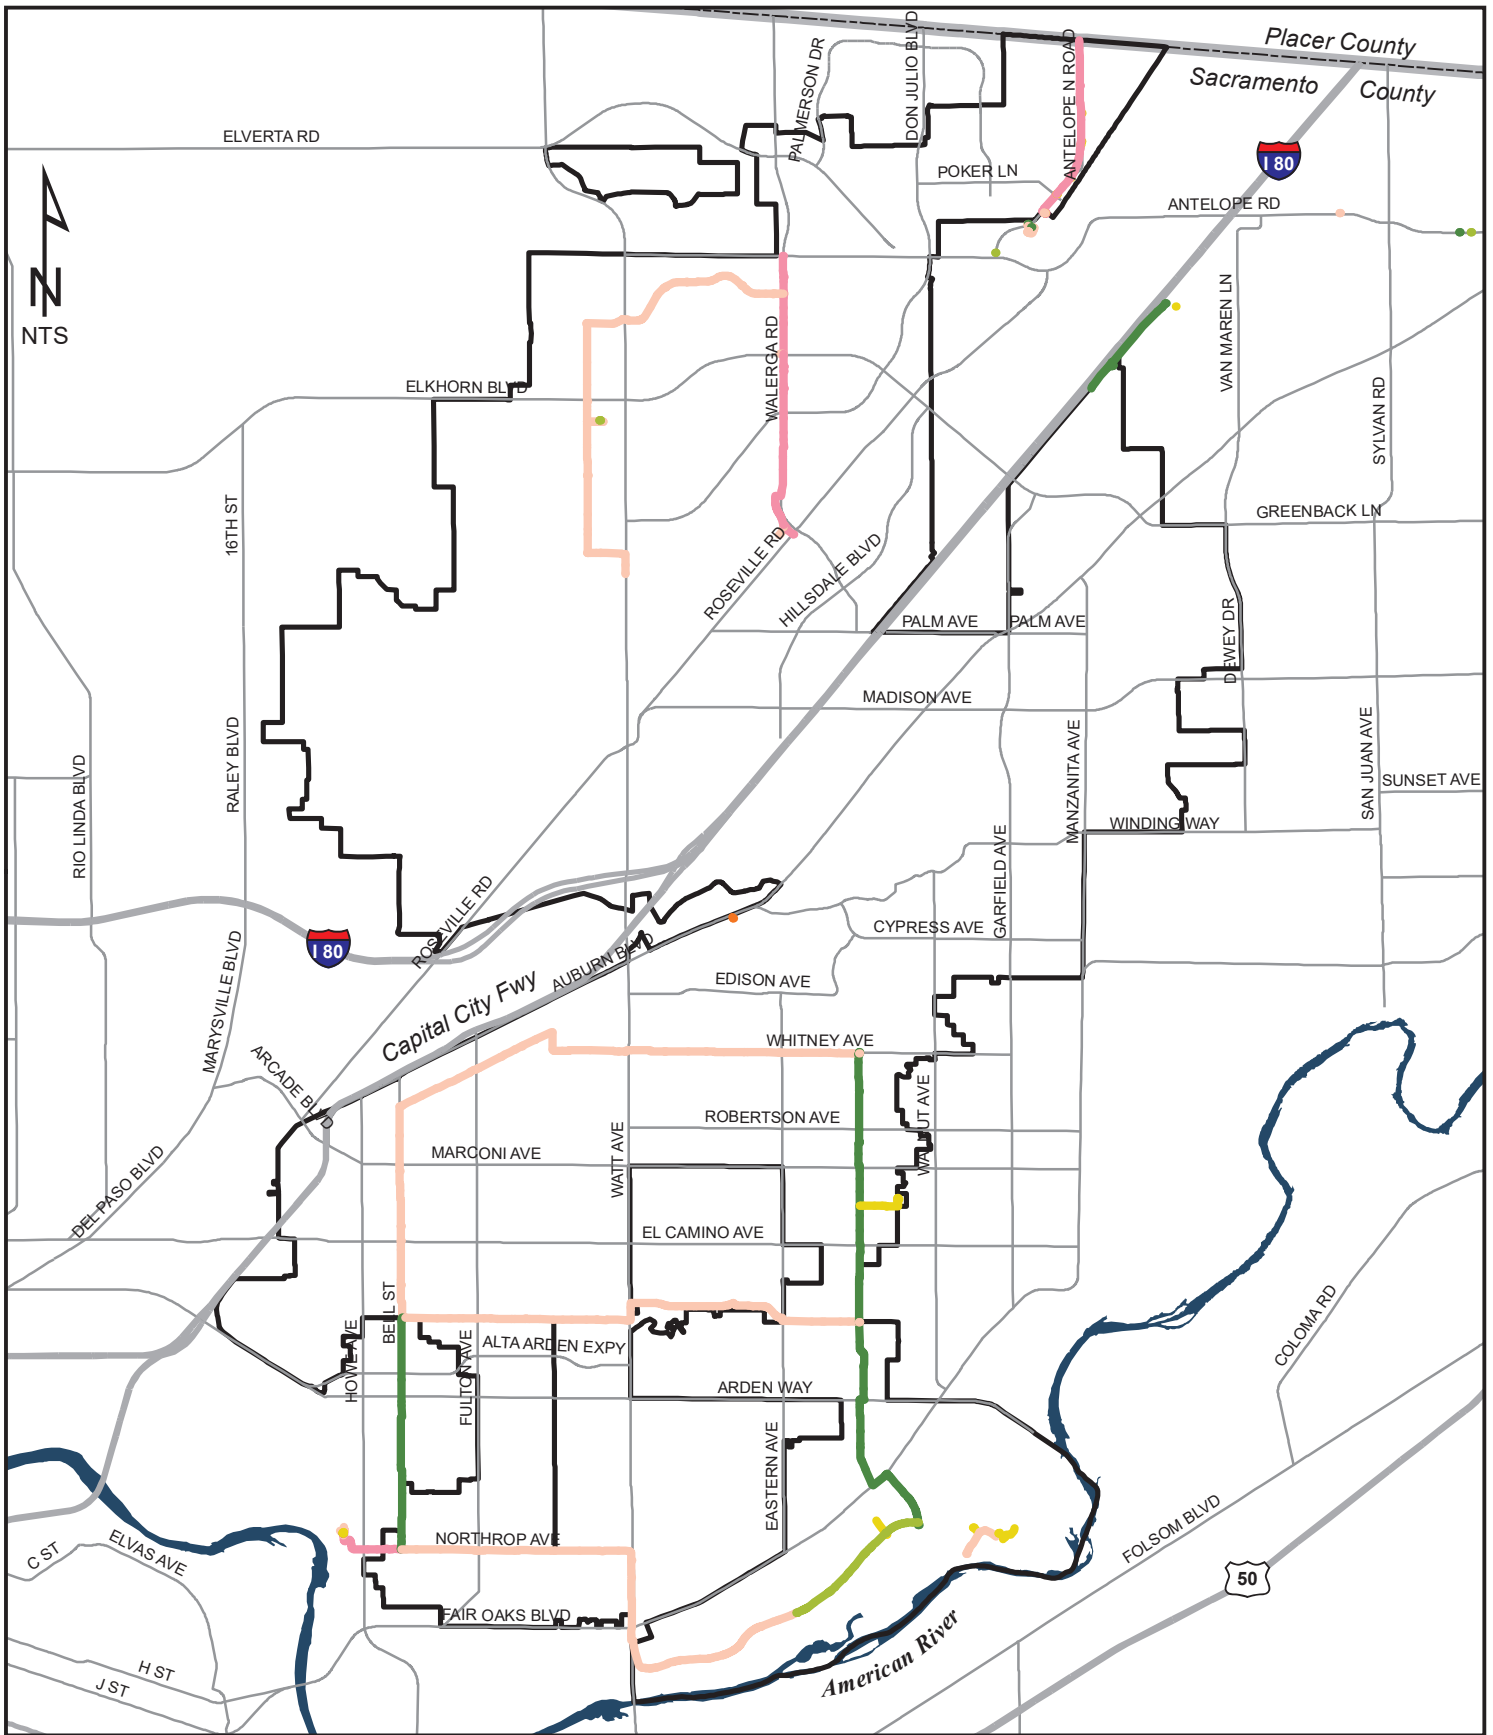 Placer County
Sacramento County
PALMERSON DR
DON JULIO BLVD
ANTELOPE N ROAD
ELVERTA RD
I 80
POKER LN
ANTELOPE RD
N
NTS
WALERGA RD
VAN MAREN LN
ELKHORN BLVD
SYLVAN RD
16TH ST
GREENBACK LN
ROSEVILLE RD
HILLSDALE BLVD
PALM AVE
PALM AVE
DEWEY DR
MADISON AVE
RALEY BLVD
RIO LINDA BLVD
MANZANITA AVE
SAN JUAN AVE
SUNSET AVE
WINDING WAY
GARFIELD AVE
ROSEVILLE RD
CYPRESS AVE
I 80
AUBURN BLVD
EDISON AVE
MARYSVILLE BLVD
Capital City Fwy
WHITNEY AVE
ARCADE BLVD
ROBERTSON AVE
WALNUT AVE
MARCONI AVE
WATT AVE
DEL PASO BLVD
EL CAMINO AVE
BELL ST
HOWE AVE
FULTON AVE
ALTA ARDEN EXPY
COLOMA RD
ARDEN WAY
EASTERN AVE
NORTHROP AVE
C ST
ELVAS AVE
FOLSOM BLVD
50
FAIR OAKS BLVD
American River
H ST
J ST